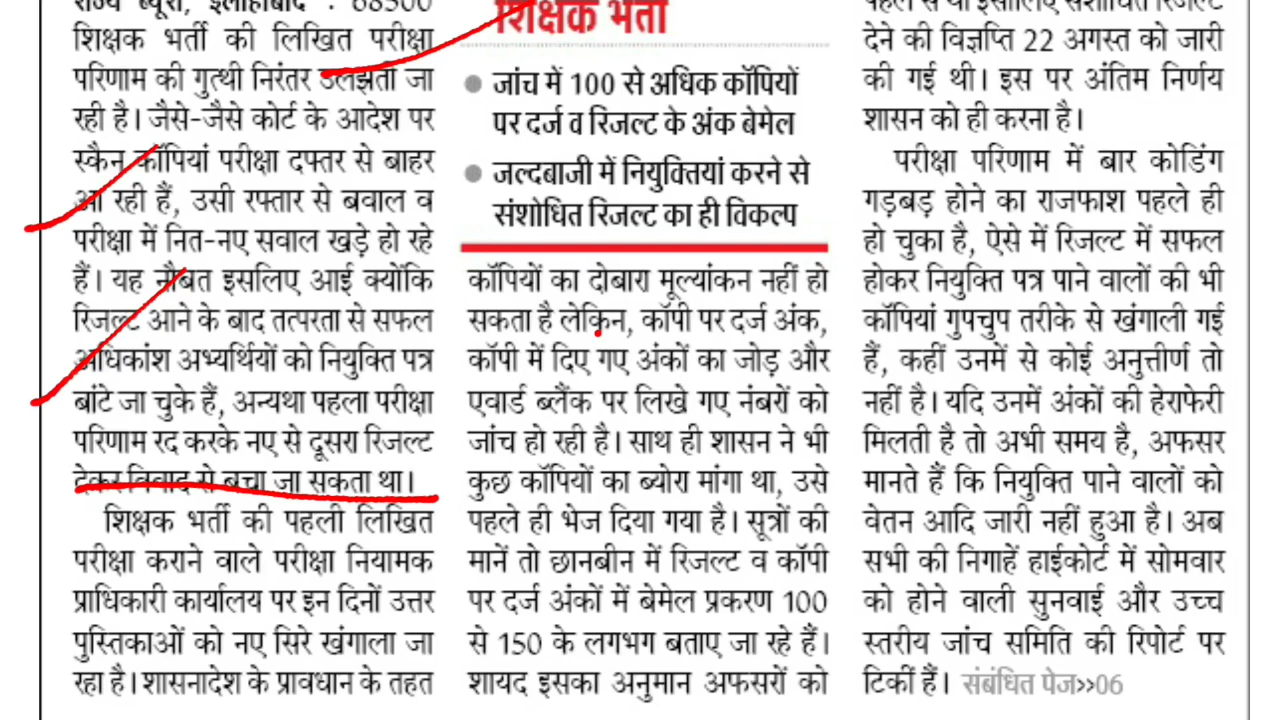 राज्य ब्यूरो, इलाहाबाद : 68500
शिक्षक भर्ती की लिखित परीक्षा
परिणाम की गुत्थी निरंतर उलझती जा
रही है। जैसे-जैसे कोर्ट के आदेश पर
स्कैन कॉपियां परीक्षा दफ्तर से बाहर
आ रही हैं, उसी रफ्तार से बवाल व
परीक्षा में नित-नए सवाल खड़े हो रहे
हैं। यह नौबत इसलिए आई क्योंकि
रिजल्ट आने के बाद तत्परता से सफल
अधिकांश अभ्यर्थियों को नियुक्ति पत्र
बांटे जा चुके हैं, अन्यथा पहला परीक्षा
परिणाम रद करके नए से दूसरा रिजल्ट
देकर विवाद से बचा जा सकता था।
शिक्षक भर्ती की पहली लिखित
परीक्षा कराने वाले परीक्षा नियामक
प्राधिकारी कार्यालय पर इन दिनों उत्तर
पुस्तिकाओं को नए सिरे खंगाला जा
रहा है। शासनादेश के प्रावधान के तहत
शिक्षक भर्ती
● जांच में 100 से अधिक कॉपियों
पर दर्ज व रिजल्ट के अंक बेमेल
● जल्दबाजी में नियुक्तियां करने से
संशोधित रिजल्ट का ही विकल्प
कॉपियों का दोबारा मूल्यांकन नहीं हो
सकता है लेकिन, कॉपी पर दर्ज अंक,
कॉपी में दिए गए अंकों का जोड़ और
एवार्ड ब्लैंक पर लिखे गए नंबरों को
जांच हो रही है। साथ ही शासन ने भी
कुछ कॉपियों का ब्योरा मांगा था, उसे
पहले ही भेज दिया गया है। सूत्रों की
मानें तो छानबीन में रिजल्ट व कॉपी
पर दर्ज अंकों में बेमेल प्रकरण 100
से 150 के लगभग बताए जा रहे हैं।
शायद इसका अनुमान अफसरों को
पहले से था इसीलिए संशोधित रिजल्ट
देने की विज्ञप्ति 22 अगस्त को जारी
की गई थी। इस पर अंतिम निर्णय
शासन को ही करना है।
परीक्षा परिणाम में बार कोडिंग
गड़बड़ होने का राजफाश पहले ही
हो चुका है, ऐसे में रिजल्ट में सफल
होकर नियुक्ति पत्र पाने वालों की भी
कॉपियां गुपचुप तरीके से खंगाली गई
हैं, कहीं उनमें से कोई अनुत्तीर्ण तो
नहीं है। यदि उनमें अंकों की हेराफेरी
मिलती है तो अभी समय है, अफसर
मानते हैं कि नियुक्ति पाने वालों को
वेतन आदि जारी नहीं हुआ है। अब
सभी की निगाहें हाईकोर्ट में सोमवार
को होने वाली सुनवाई और उच्च
स्तरीय जांच समिति की रिपोर्ट पर
टिकीं हैं। संबंधित पेज>>06